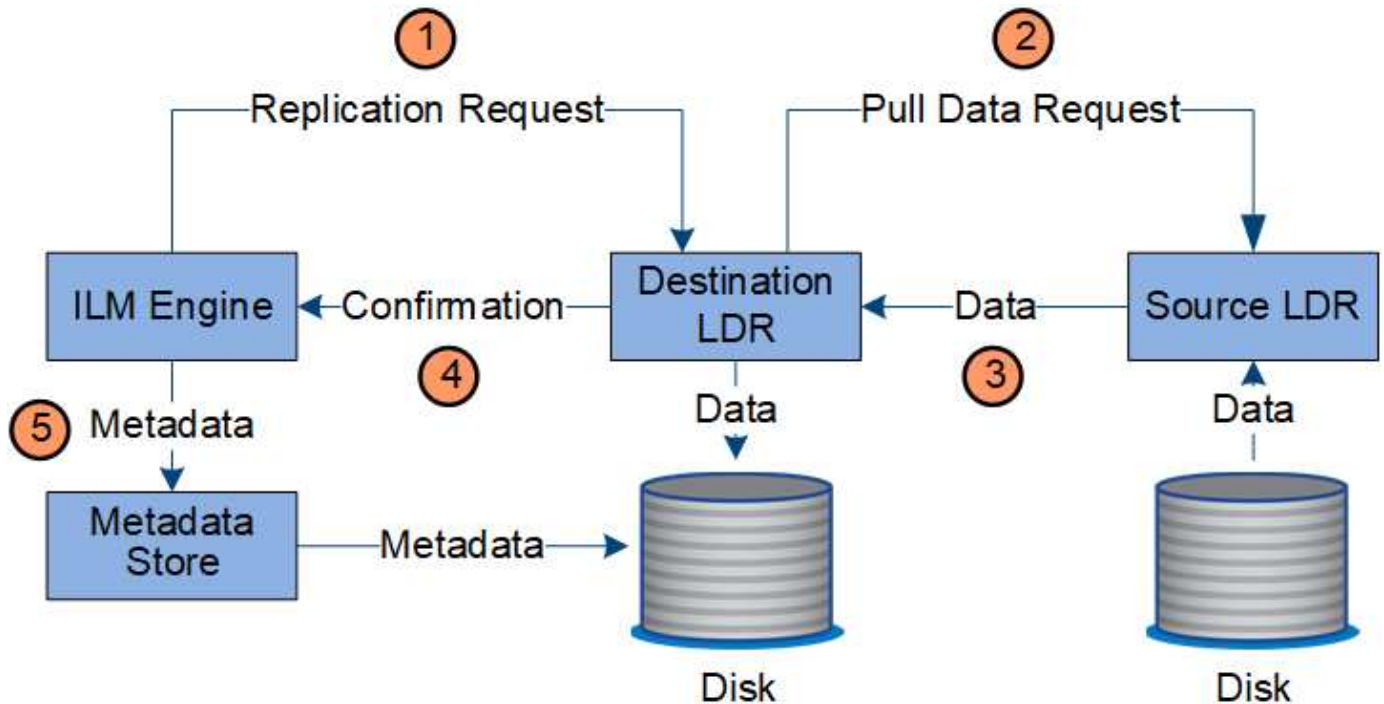 1
2
Replication Request
Pull Data Request
ILM Engine
Confirmation
Destination
LDR
Data
Source LDR
4
3
5
Metadata
Data
Data
Metadata
Store
Metadata
Disk
Disk